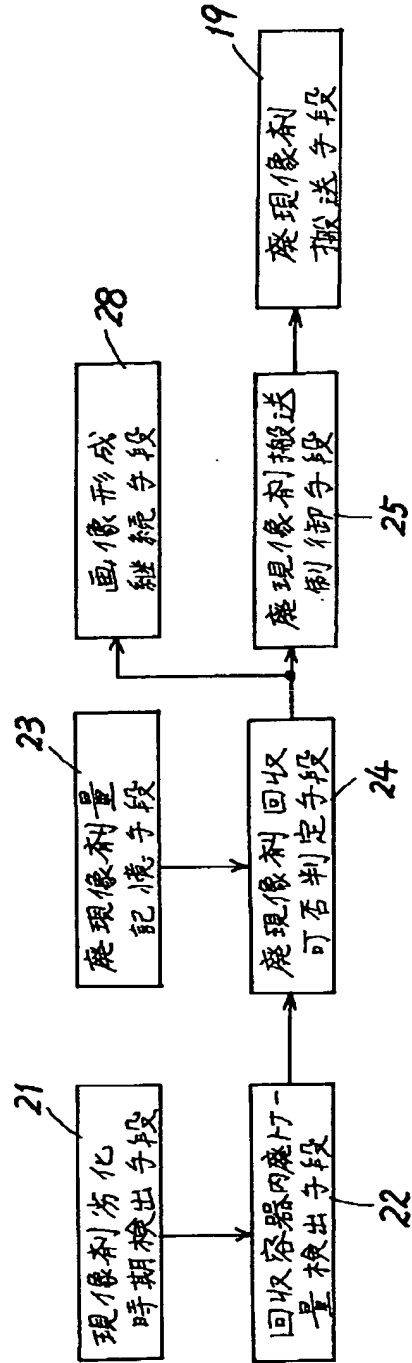 21
現像剤劣化
時期検出手段
23
廃現像剤量
記憶手段
28
画像形成
継続手段
回収容器内廃トナー
量検出手段
22
廃現像剤回収
可否判定手段
24
廃現像剤搬送
制御手段
25
19
廃現像剤
搬送手段